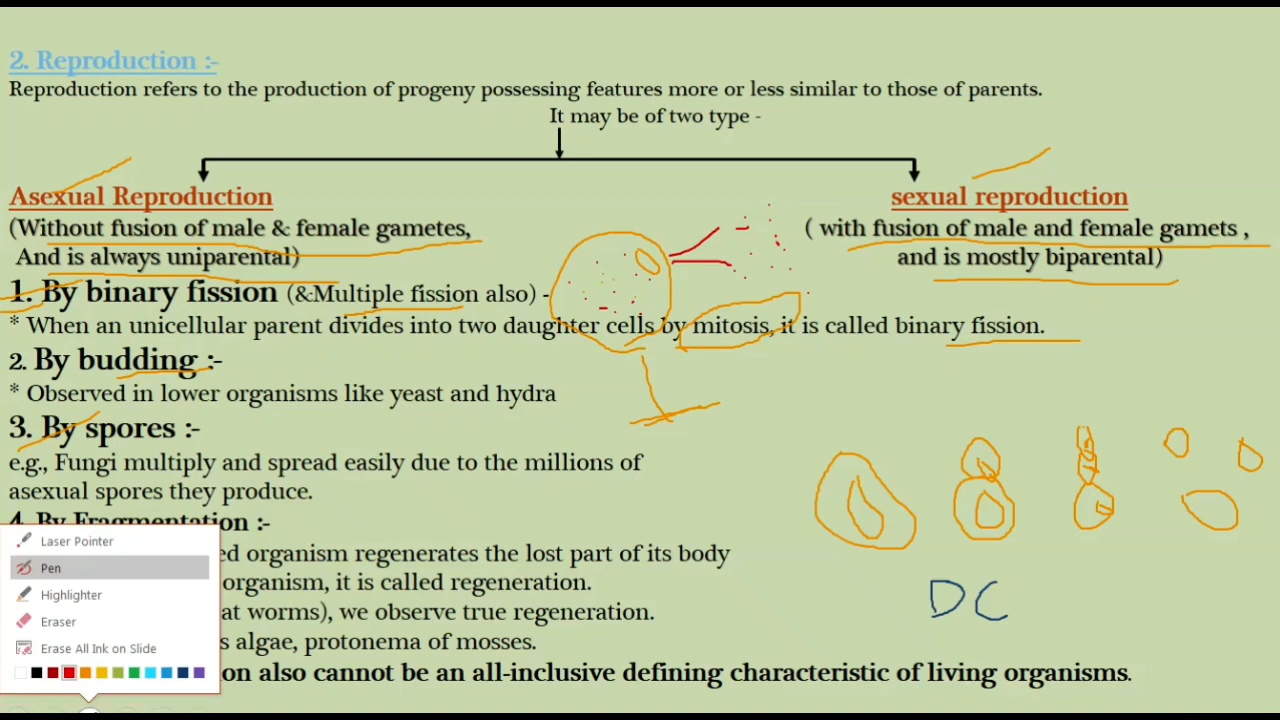 2. Reproduction :-
Reproduction refers to the production of progeny possessing features more or less similar to those of parents.
It may be of two type -
Asexual Reproduction
sexual reproduction
(Without fusion of male & female gametes,
( with fusion of male and female gamets ,
And is always uniparental)
and is mostly biparental)
1. By binary fission (&Multiple fission also) -
* When an unicellular parent divides into two daughter cells by mitosis, it is called binary fission.
2. By budding :-
* Observed in lower organisms like yeast and hydra
3. By spores :-
e.g., Fungi multiply and spread easily due to the millions of
asexual spores they produce.
4. By Fragmentation :-
ed organism regenerates the lost part of its body
organism, it is called regeneration.
at worms), we observe true regeneration.
s algae, protonema of mosses.
on also cannot be an all-inclusive defining characteristic of living organisms.
DC
Laser Pointer
Pen
Highlighter
Eraser
Erase All Ink on Slide